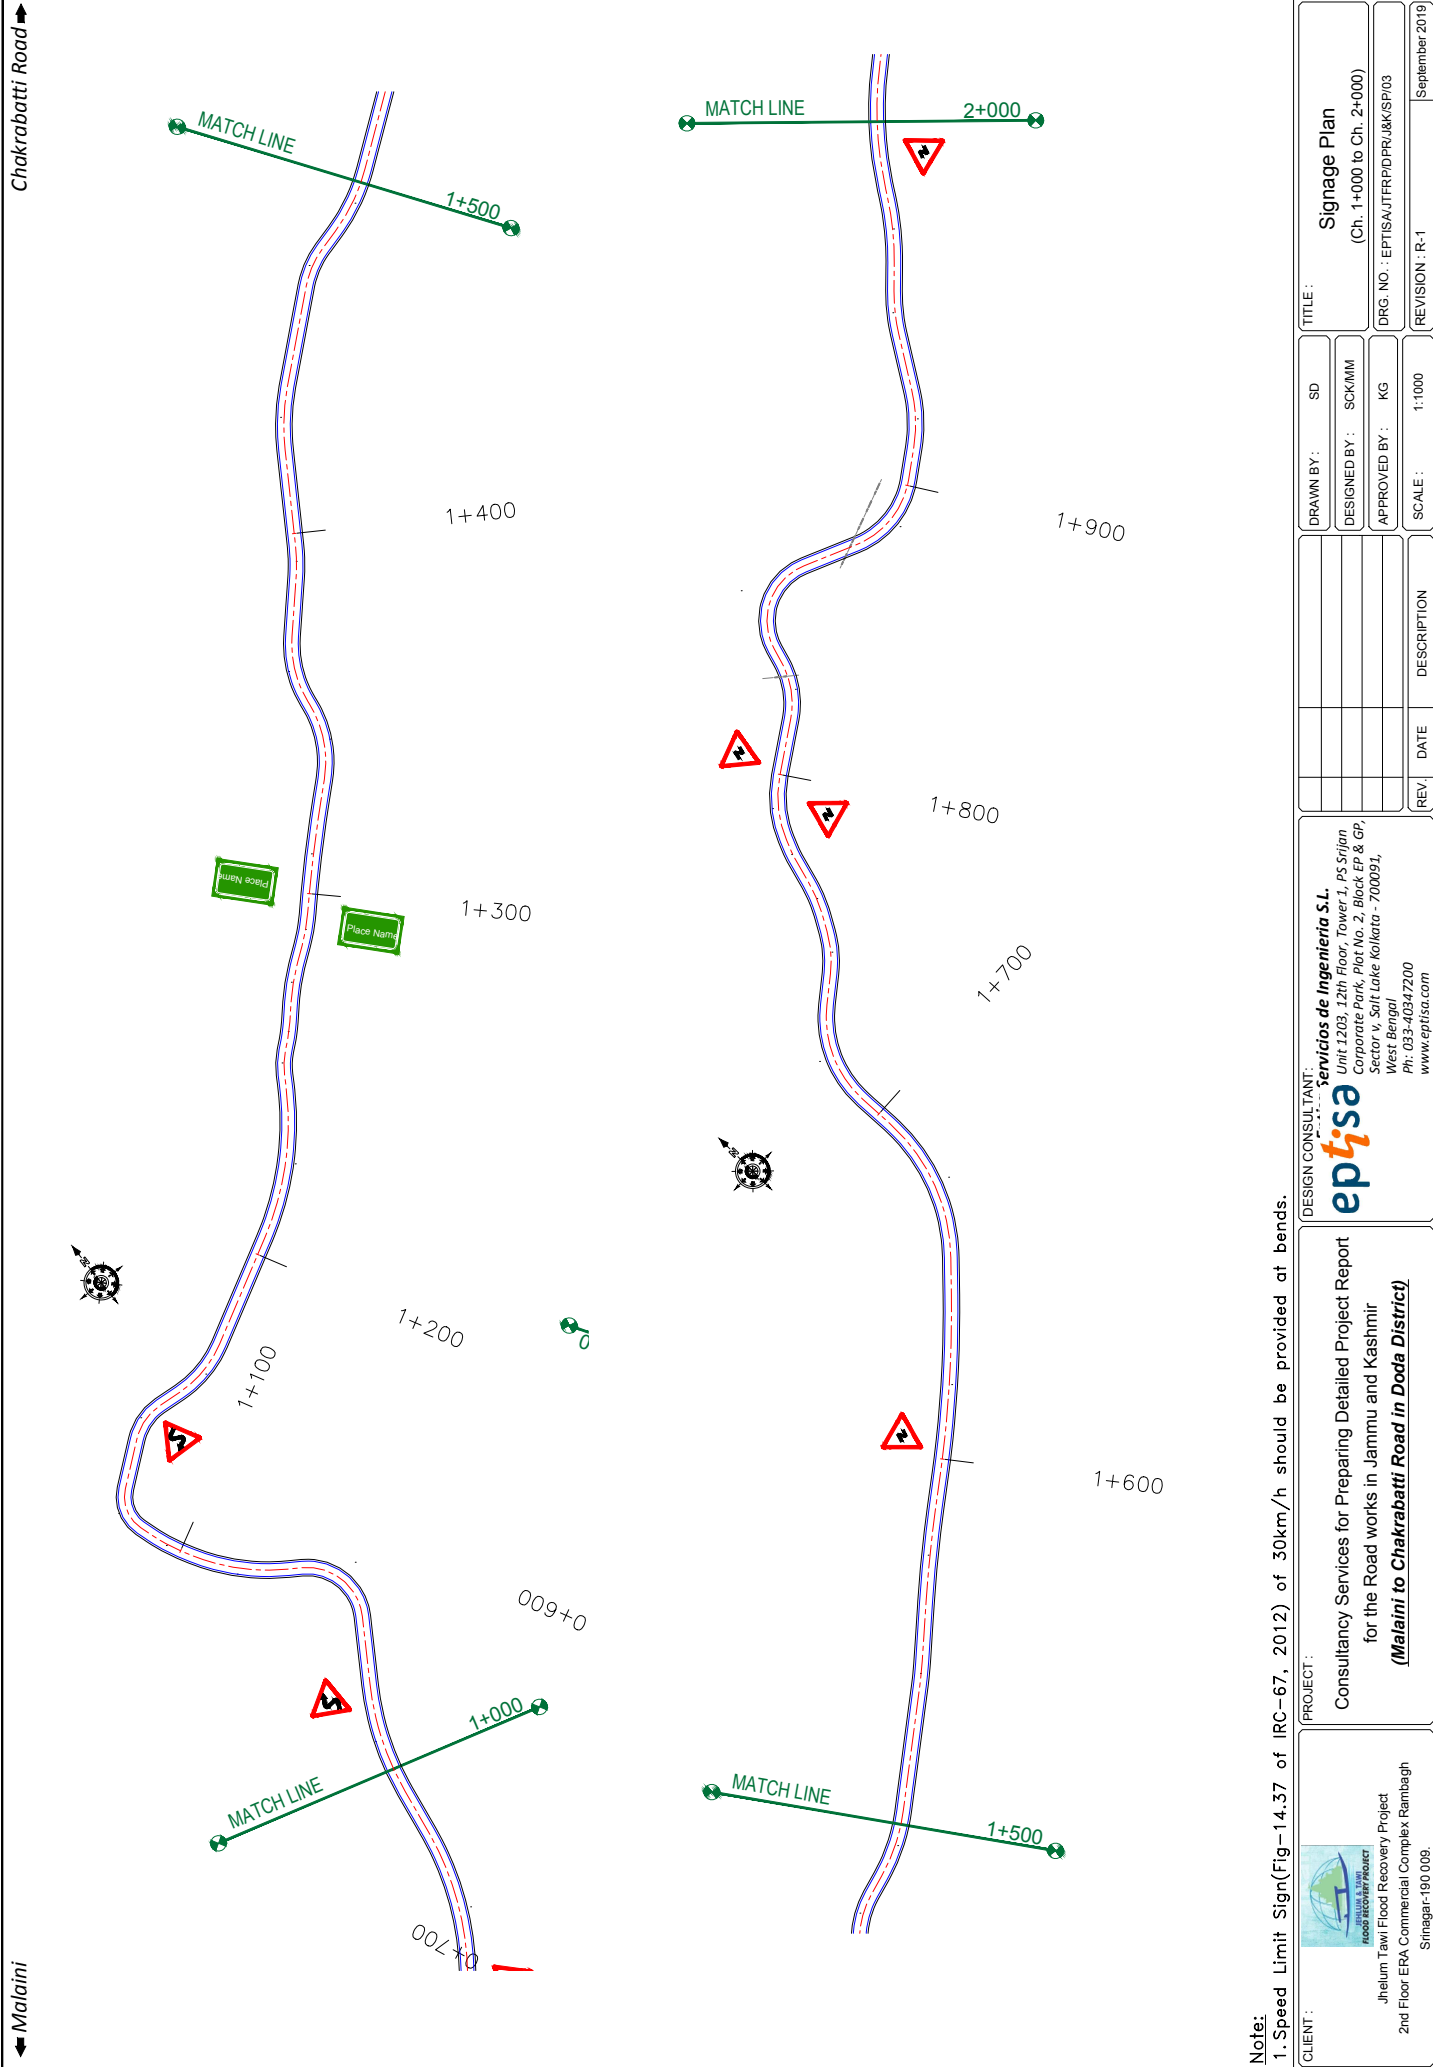 Malaini
Chakrabatti Road
MATCH LINE
1+000
1+100
1+200
1+300
1+400
MATCH LINE
1+500
Place Name
Place Name
0+700
0+600
0
N
MATCH LINE
1+500
1+600
1+700
1+800
1+900
MATCH LINE
2+000
N
Note:
1. Speed Limit Sign(Fig-14.37 of IRC-67, 2012) of 30km/h should be provided at bends.
CLIENT :
JEHLUM & TAWI
FLOOD RECOVERY PROJECT
Jhelum Tawi Flood Recovery Project
2nd Floor ERA Commercial Complex Rambagh
Srinagar-190 009.
PROJECT :
Consultancy Services for Preparing Detailed Project Report
for the Road works in Jammu and Kashmir
(Malaini to Chakrabatti Road in Doda District)
DESIGN CONSULTANT:
eptisa
Servicios de Ingenieria S.L.
Unit 1203, 12th Floor, Tower 1, PS Srijan
Corporate Park, Plot No. 2, Block EP & GP,
Sector v, Salt Lake Kolkata - 700091,
West Bengal
Ph: 033-40347200
www.eptisa.com
REV. DATE DESCRIPTION
DRAWN BY : SD
DESIGNED BY : SCK/MM
APPROVED BY : KG
SCALE : 1:1000
TITLE :
Signage Plan
(Ch. 1+000 to Ch. 2+000)
DRG. NO. : EPTISA/JTFRP/DPR/J&K/SP/03
REVISION : R-1
September 2019